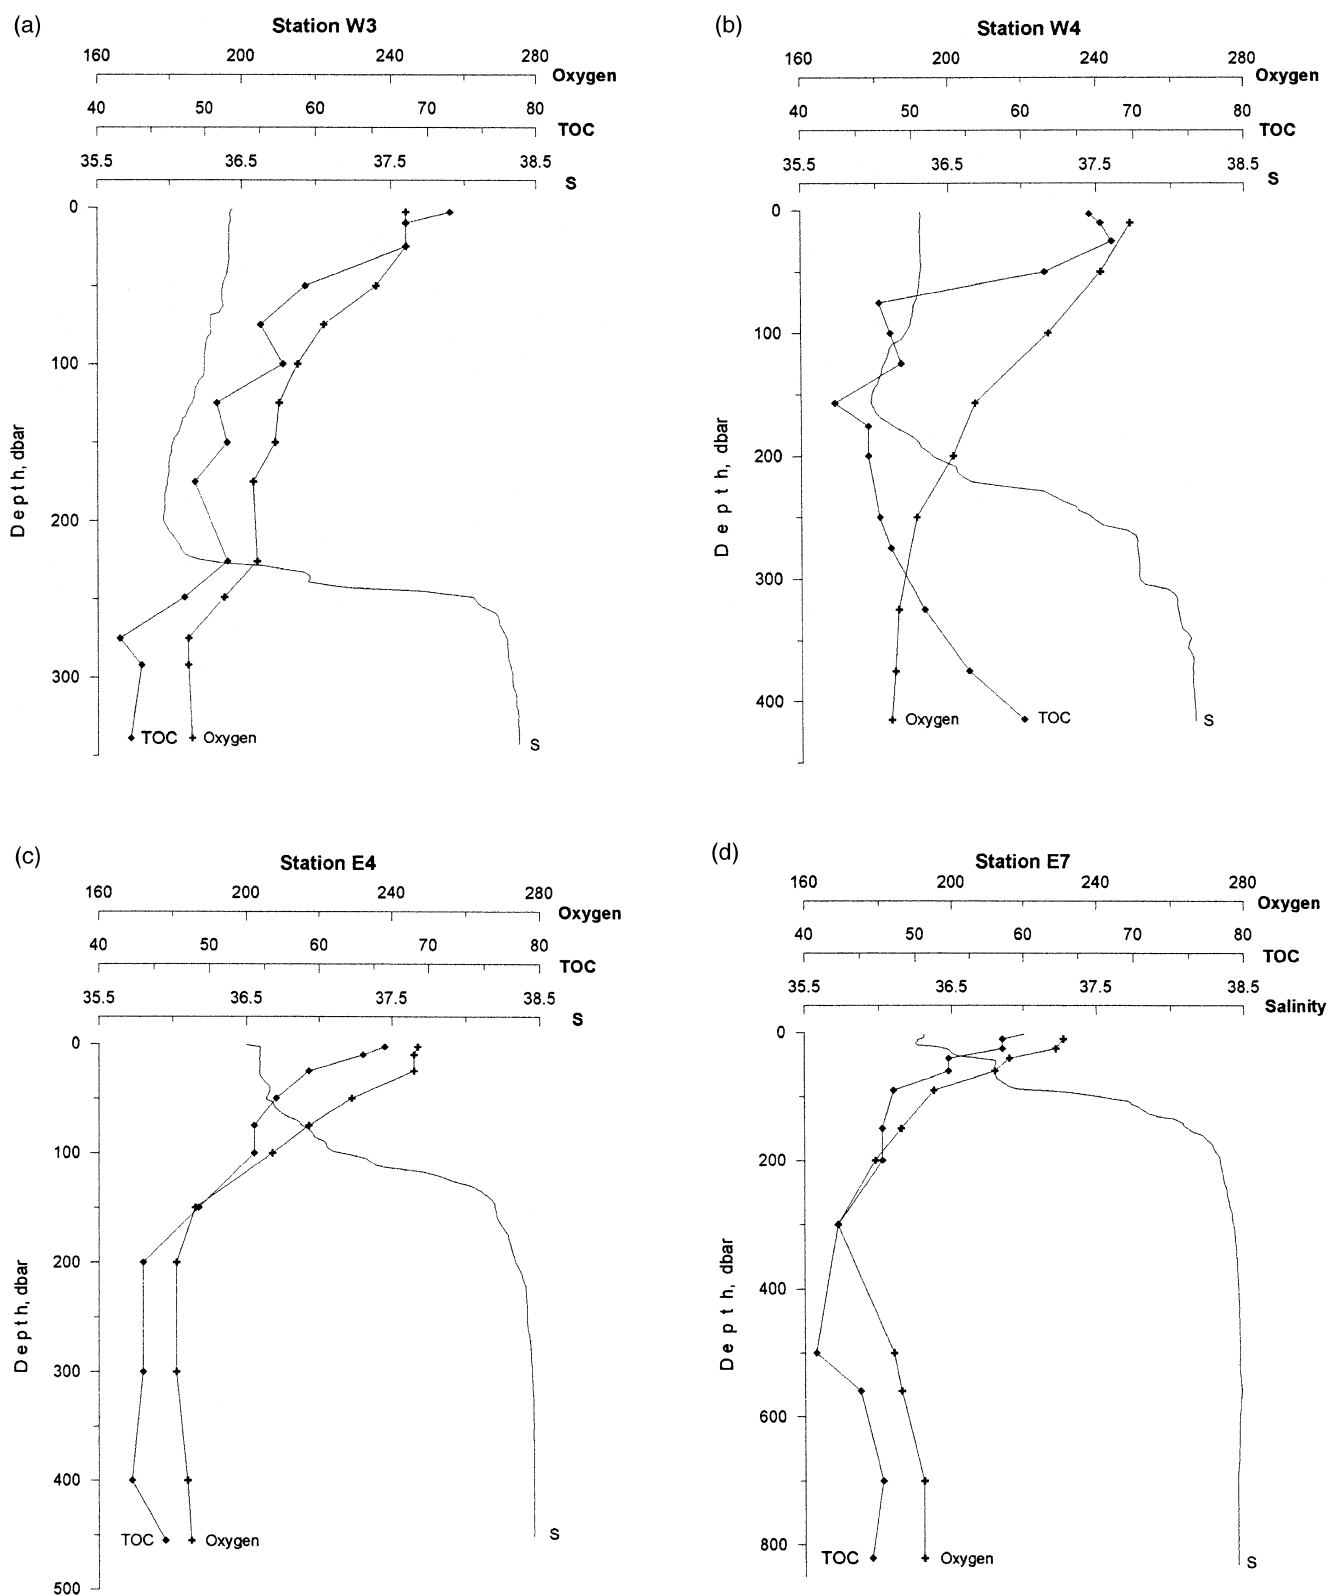 (a)
Station W3
160 200 240 280
Oxygen
40 50 60 70 80
TOC
35.5 36.5 37.5 38.5
S
0
100
200
300
Depth, dbar
TOC
Oxygen
S
(b)
Station W4
160 200 240 280
Oxygen
40 50 60 70 80
TOC
35.5 36.5 37.5 38.5
S
0
100
200
300
400
Depth, dbar
Oxygen
TOC
S
(c)
Station E4
160 200 240 280
Oxygen
40 50 60 70 80
TOC
35.5 36.5 37.5 38.5
S
0
100
200
300
400
500
Depth, dbar
TOC
Oxygen
S
(d)
Station E7
160 200 240 280
Oxygen
40 50 60 70 80
TOC
35.5 36.5 37.5 38.5
Salinity
0
200
400
600
800
Depth, dbar
TOC
Oxygen
S